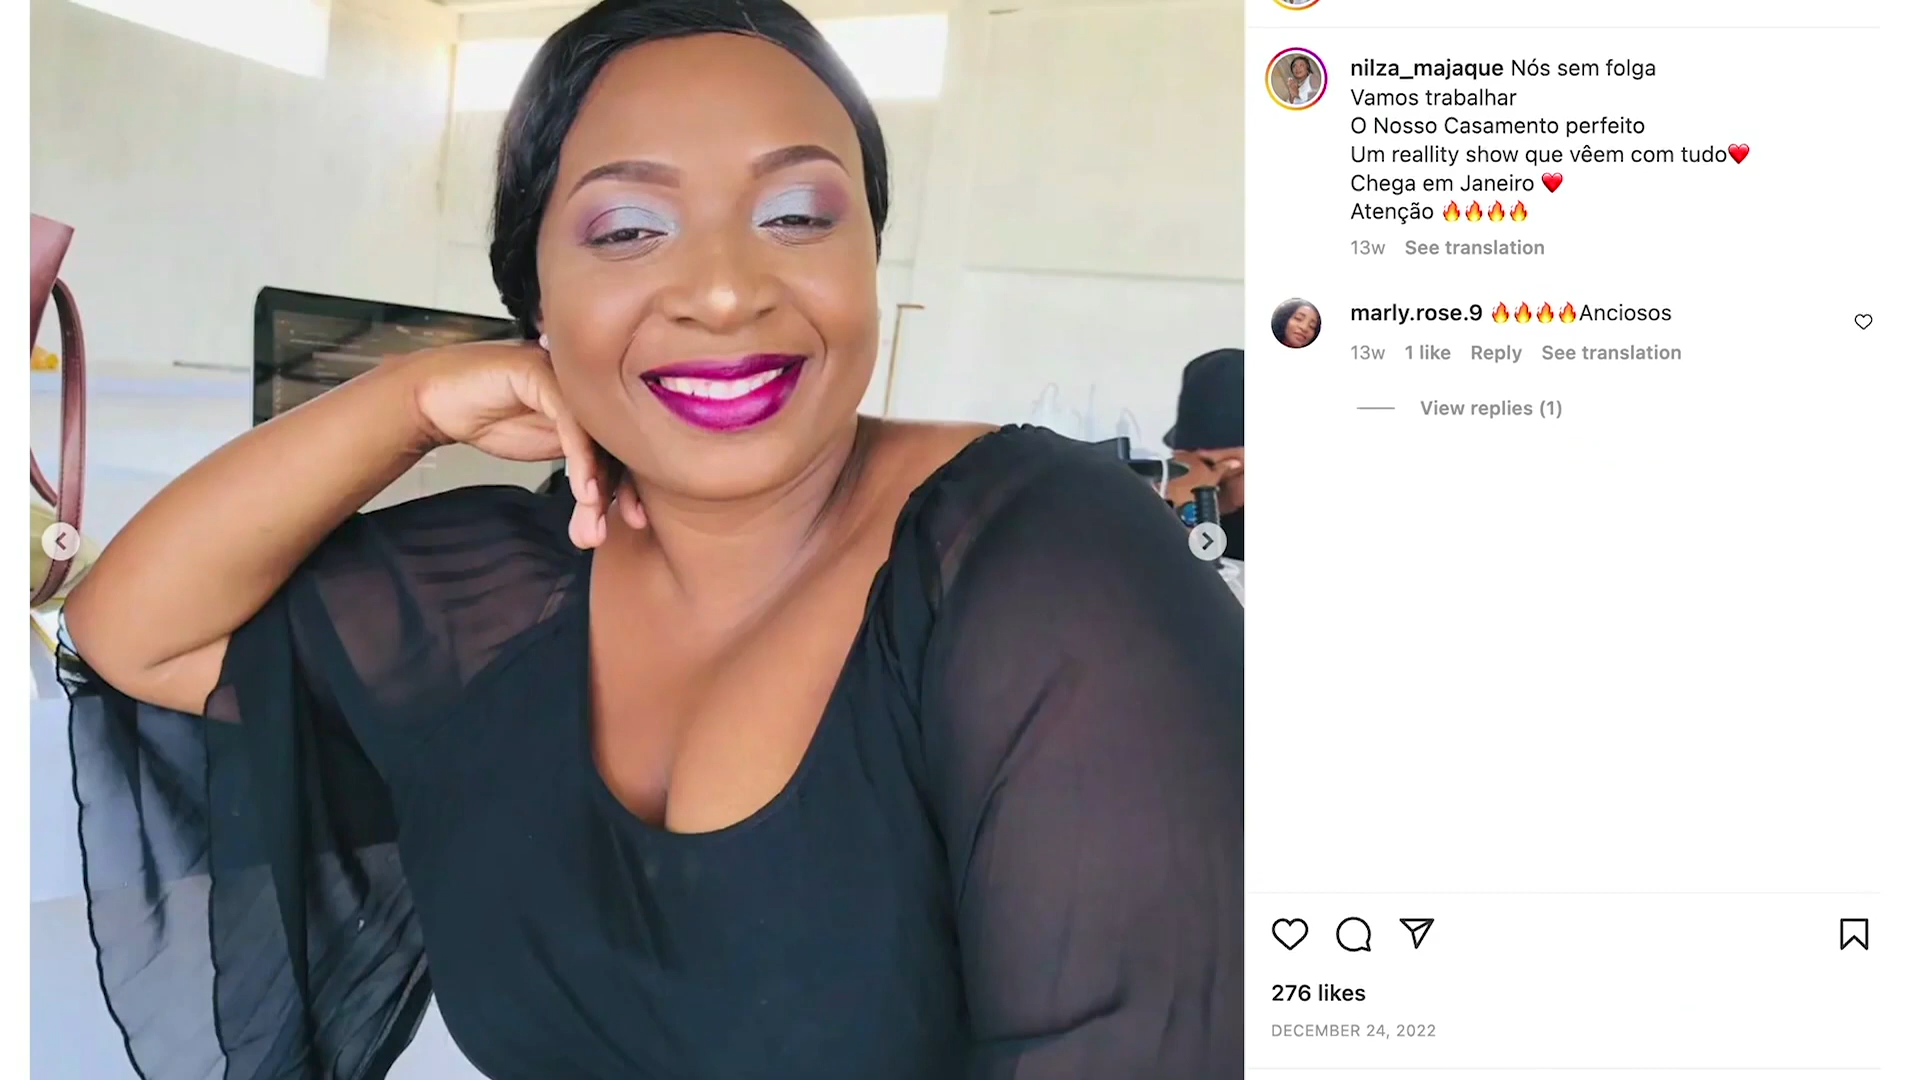 nilza_majaque Nós sem folga
Vamos trabalhar
O Nosso Casamento perfeito
Um reallity show que vêem com tudo❤️
Chega em Janeiro ❤️
Atenção 🔥🔥🔥🔥
13w See translation
marly.rose.9 🔥🔥🔥🔥Anciosos
13w 1 like Reply See translation
View replies (1)
276 likes
DECEMBER 24, 2022